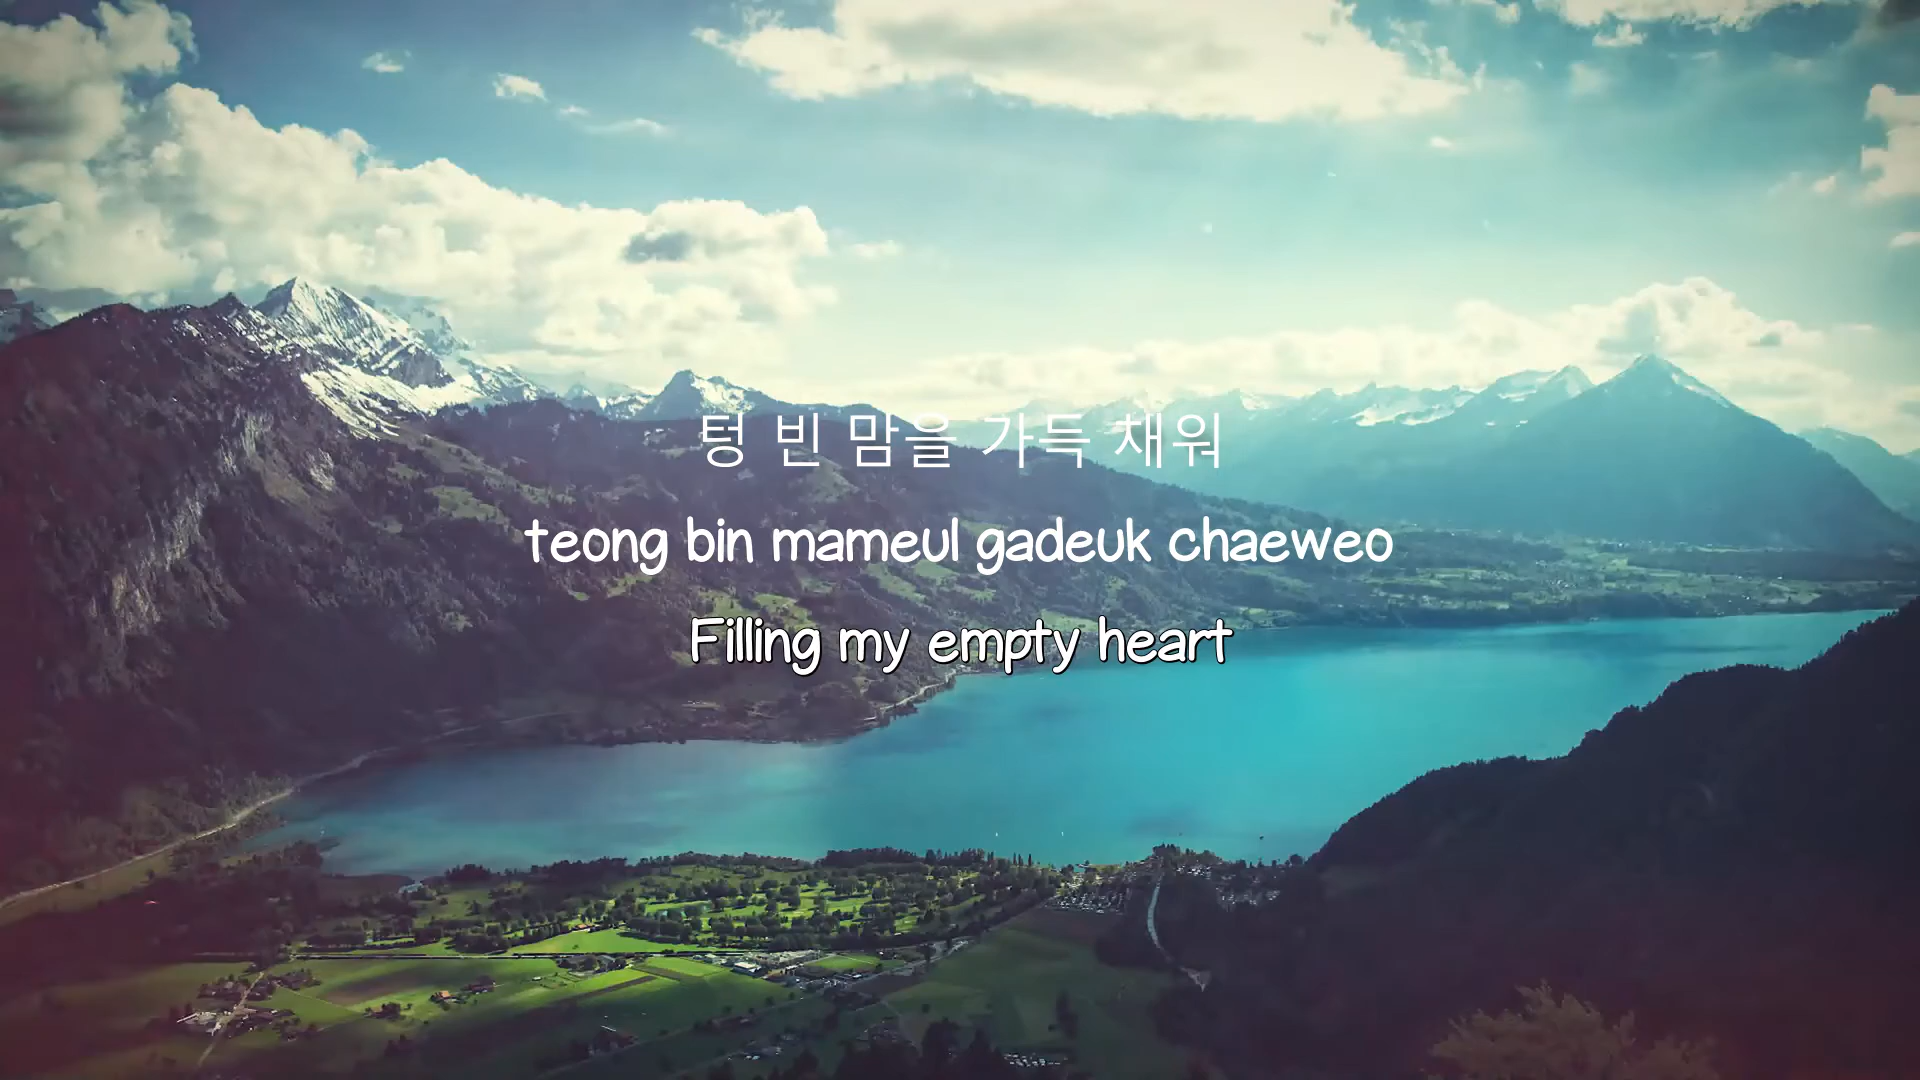 텅 빈 맘을 가득 채워
teong bin mameul gadeuk chaeweo
Filling my empty heart